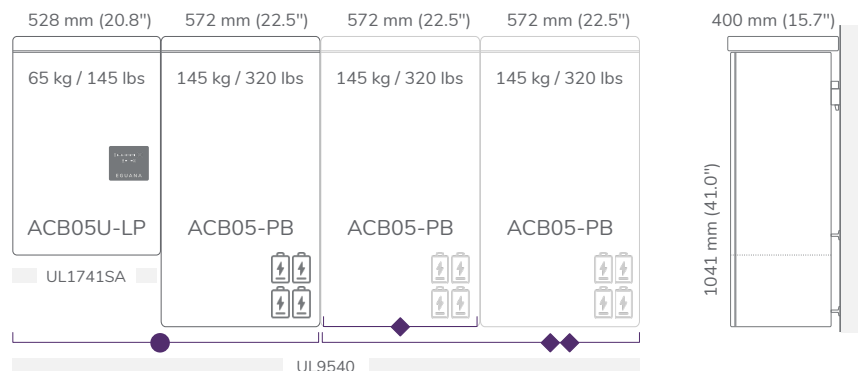 528 mm (20.8") 572 mm (22.5") 572 mm (22.5") 572 mm (22.5") 400 mm (15.7")
65 kg / 145 lbs 145 kg / 320 lbs 145 kg / 320 lbs 145 kg / 320 lbs
EGUANA
1041 mm (41.0")
ACB05U-LP ACB05-PB ACB05-PB ACB05-PB
UL1741SA
UL9540